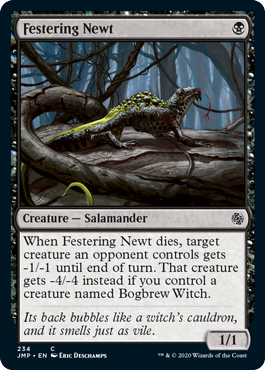 Festering Newt
Creature — Salamander
When Festering Newt dies, target
creature an opponent controls gets
-1/-1 until end of turn. That creature
gets -4/-4 instead if you control a
creature named Bogbrew Witch.
Its back bubbles like a witch's cauldron,
and it smells just as vile.
1/1
234 C
JMP • EN ERIC DESCHAMPS
™ & © 2020 Wizards of the Coast